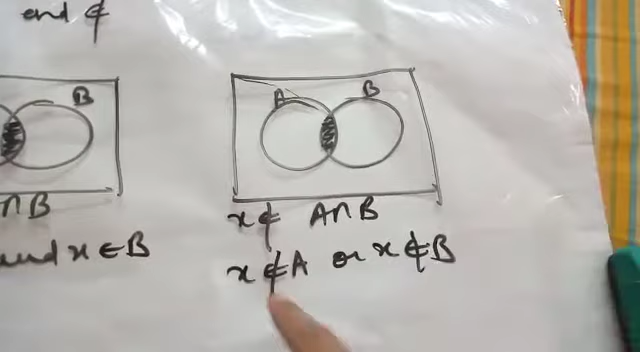 and ∉
B
A B
∩B
x ∉ A∩B
and x ∈ B
x ∉ A or x ∉ B